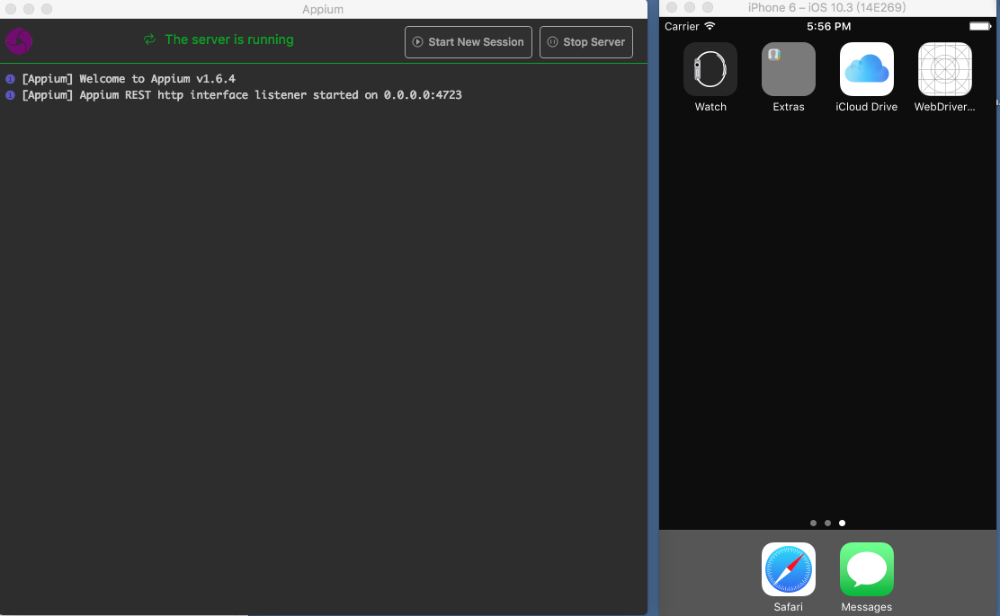 Appium
The server is running
Start New Session
Stop Server
[Appium] Welcome to Appium v1.6.4
[Appium] Appium REST http interface listener started on 0.0.0.0:4723
iPhone 6 – iOS 10.3 (14E269)
Carrier
5:56 PM
Watch
Extras
iCloud Drive
WebDriver...
Safari
Messages